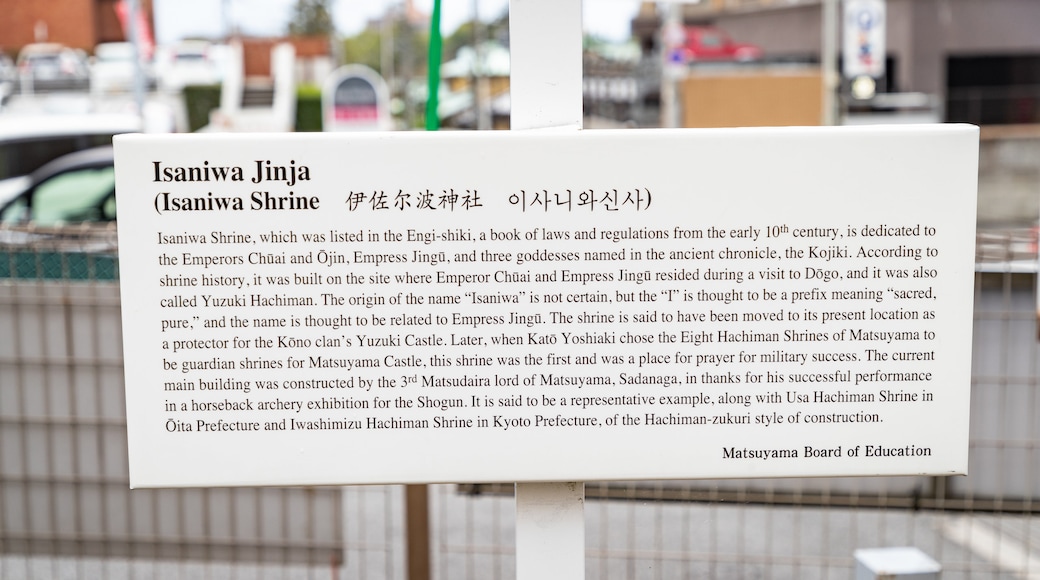 Isaniwa Jinja
(Isaniwa Shrine 伊佐尔波神社 이사니와신사)
Isaniwa Shrine, which was listed in the Engi-shiki, a book of laws and regulations from the early 10th century, is dedicated to
the Emperors Chūai and Ōjin, Empress Jingū, and three goddesses named in the ancient chronicle, the Kojiki. According to
shrine history, it was built on the site where Emperor Chūai and Empress Jingū resided during a visit to Dōgo, and it was also
called Yuzuki Hachiman. The origin of the name “Isaniwa” is not certain, but the “I” is thought to be a prefix meaning “sacred,
pure,” and the name is thought to be related to Empress Jingū. The shrine is said to have been moved to its present location as
a protector for the Kōno clan’s Yuzuki Castle. Later, when Katō Yoshiaki chose the Eight Hachiman Shrines of Matsuyama to
be guardian shrines for Matsuyama Castle, this shrine was the first and was a place for prayer for military success. The current
main building was constructed by the 3rd Matsudaira lord of Matsuyama, Sadanaga, in thanks for his successful performance
in a horseback archery exhibition for the Shogun. It is said to be a representative example, along with Usa Hachiman Shrine in
Ōita Prefecture and Iwashimizu Hachiman Shrine in Kyoto Prefecture, of the Hachiman-zukuri style of construction.
Matsuyama Board of Education